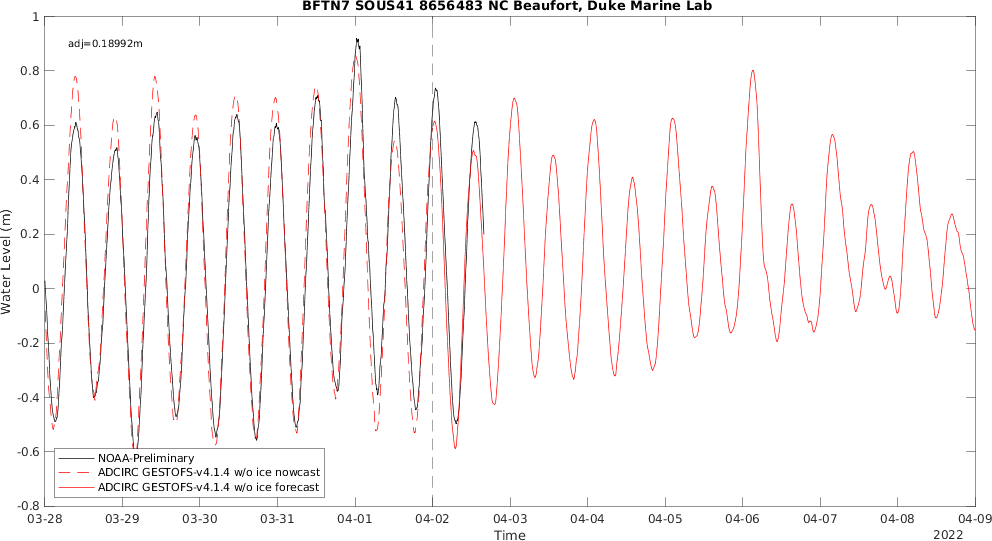 BFTN7 SOUS41 8656483 NC Beaufort, Duke Marine Lab
adj=0.18992m
Water Level (m)
1
0.8
0.6
0.4
0.2
0
-0.2
-0.4
-0.6
-0.8
NOAA-Preliminary
ADCIRC GESTOFS-v4.1.4 w/o ice nowcast
ADCIRC GESTOFS-v4.1.4 w/o ice forecast
03-28 03-29 03-30 03-31 04-01 04-02 04-03 04-04 04-05 04-06 04-07 04-08 04-09
Time
2022